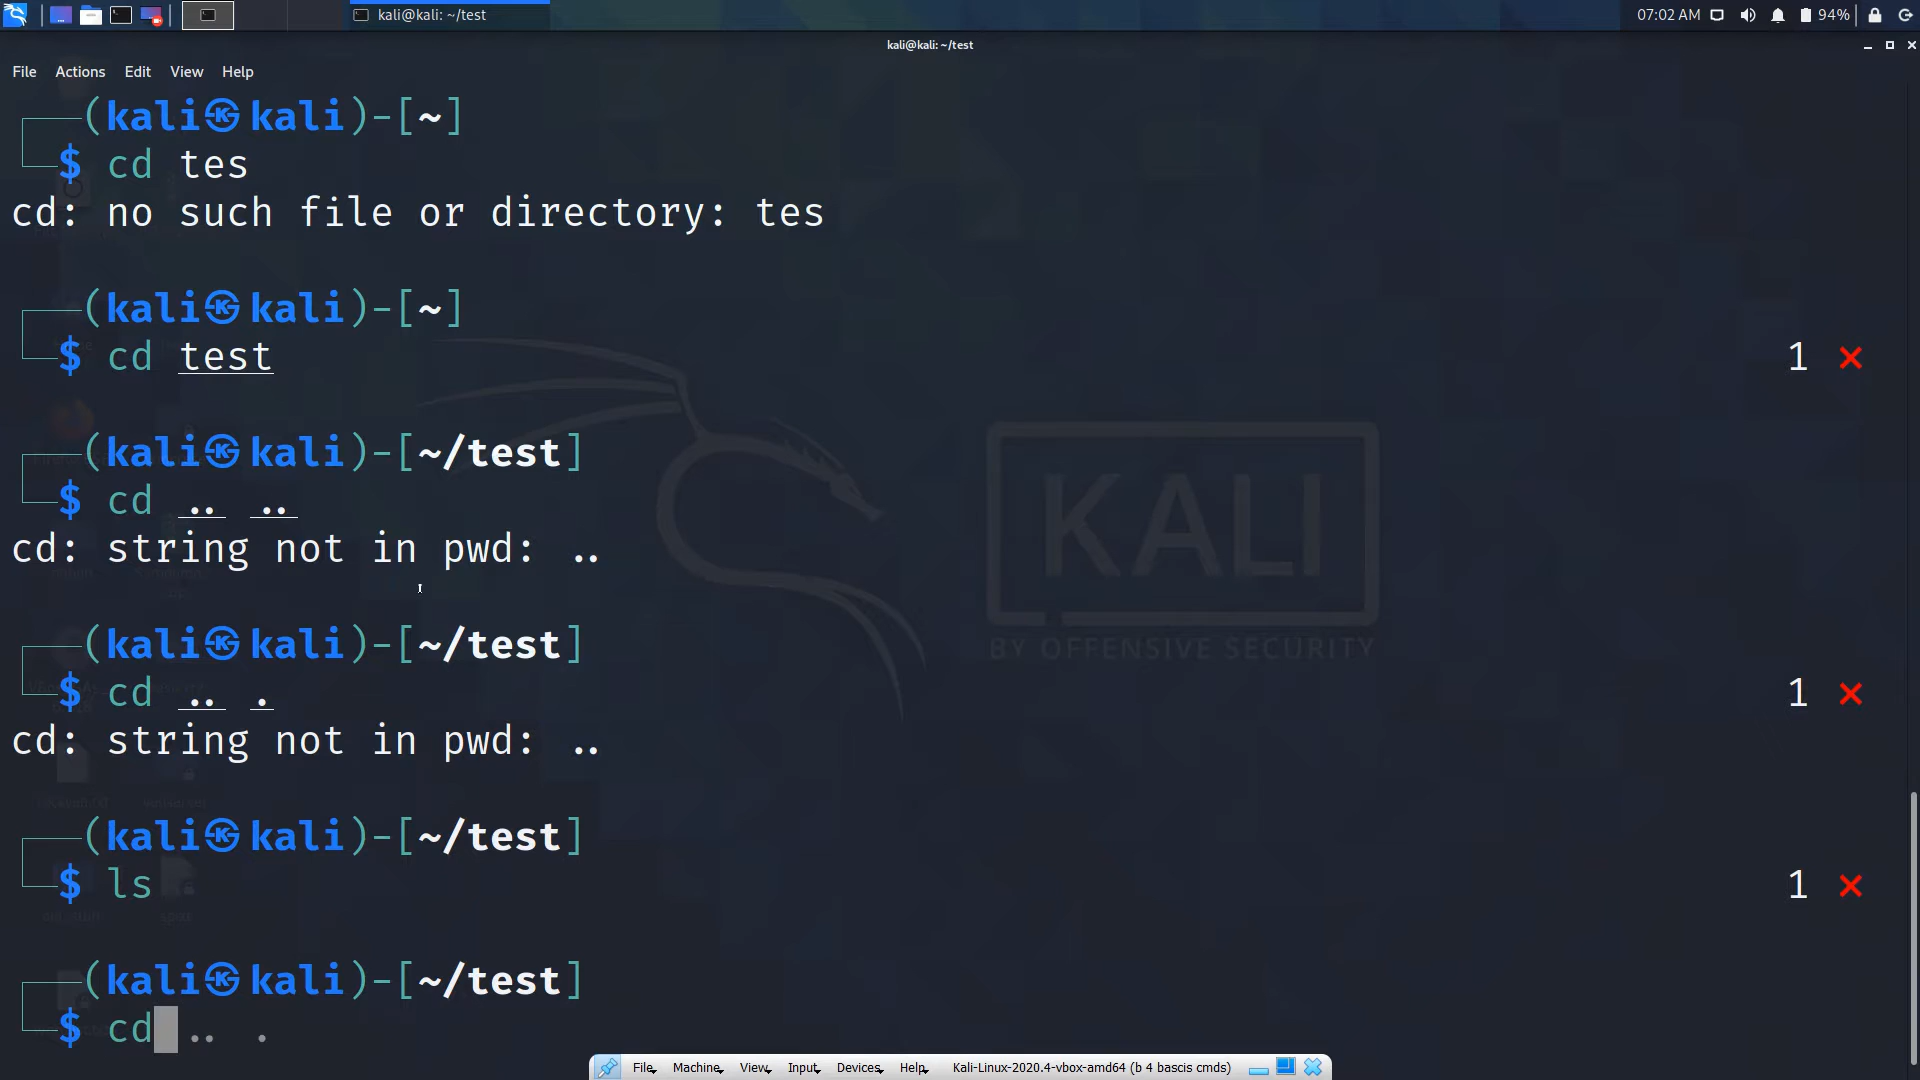 kali@kali: ~/test
07:02 AM
94%
kali@kali: ~/test
File Actions Edit View Help
┌──(kali㉿kali)-[~]
└─$ cd tes
cd: no such file or directory: tes
┌──(kali㉿kali)-[~]
└─$ cd test 1 ⨯
┌──(kali㉿kali)-[~/test]
└─$ cd .. ..
cd: string not in pwd: ..
┌──(kali㉿kali)-[~/test]
└─$ cd .. . 1 ⨯
cd: string not in pwd: ..
┌──(kali㉿kali)-[~/test]
└─$ ls 1 ⨯
┌──(kali㉿kali)-[~/test]
└─$ cd .. .
KALI
BY OFFENSIVE SECURITY
File Machine View Input Devices Help Kali-Linux-2020.4-vbox-amd64 (b 4 bascis cmds)